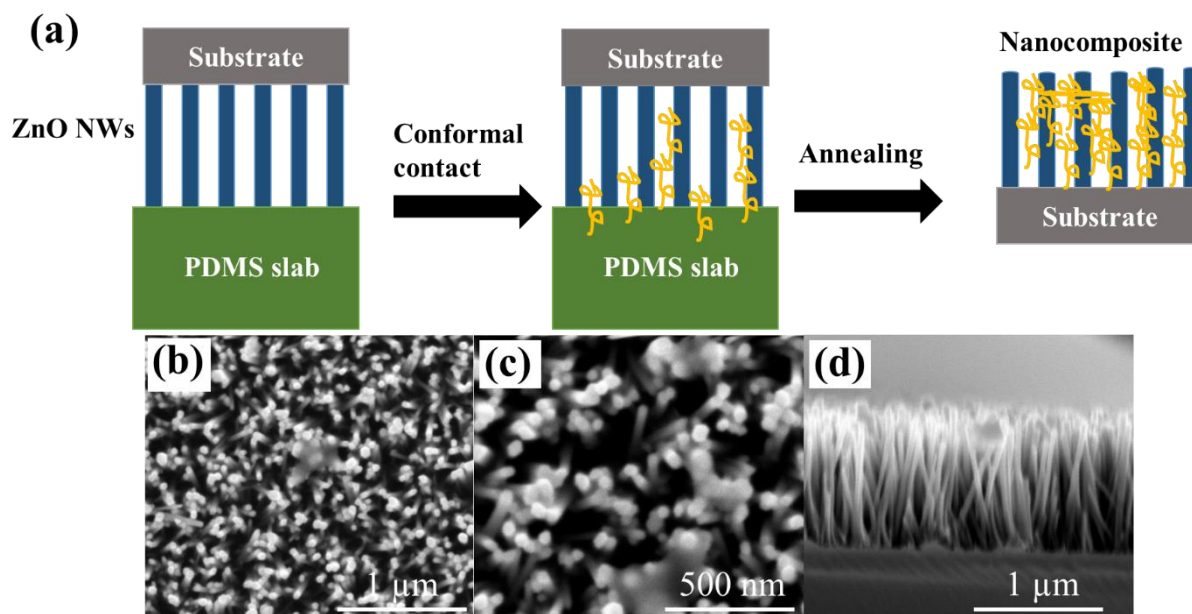 (a)
Substrate
ZnO NWs
PDMS slab
Conformal
contact
Substrate
PDMS slab
Annealing
Nanocomposite
Substrate
(b)
1 µm
(c)
500 nm
(d)
1 µm